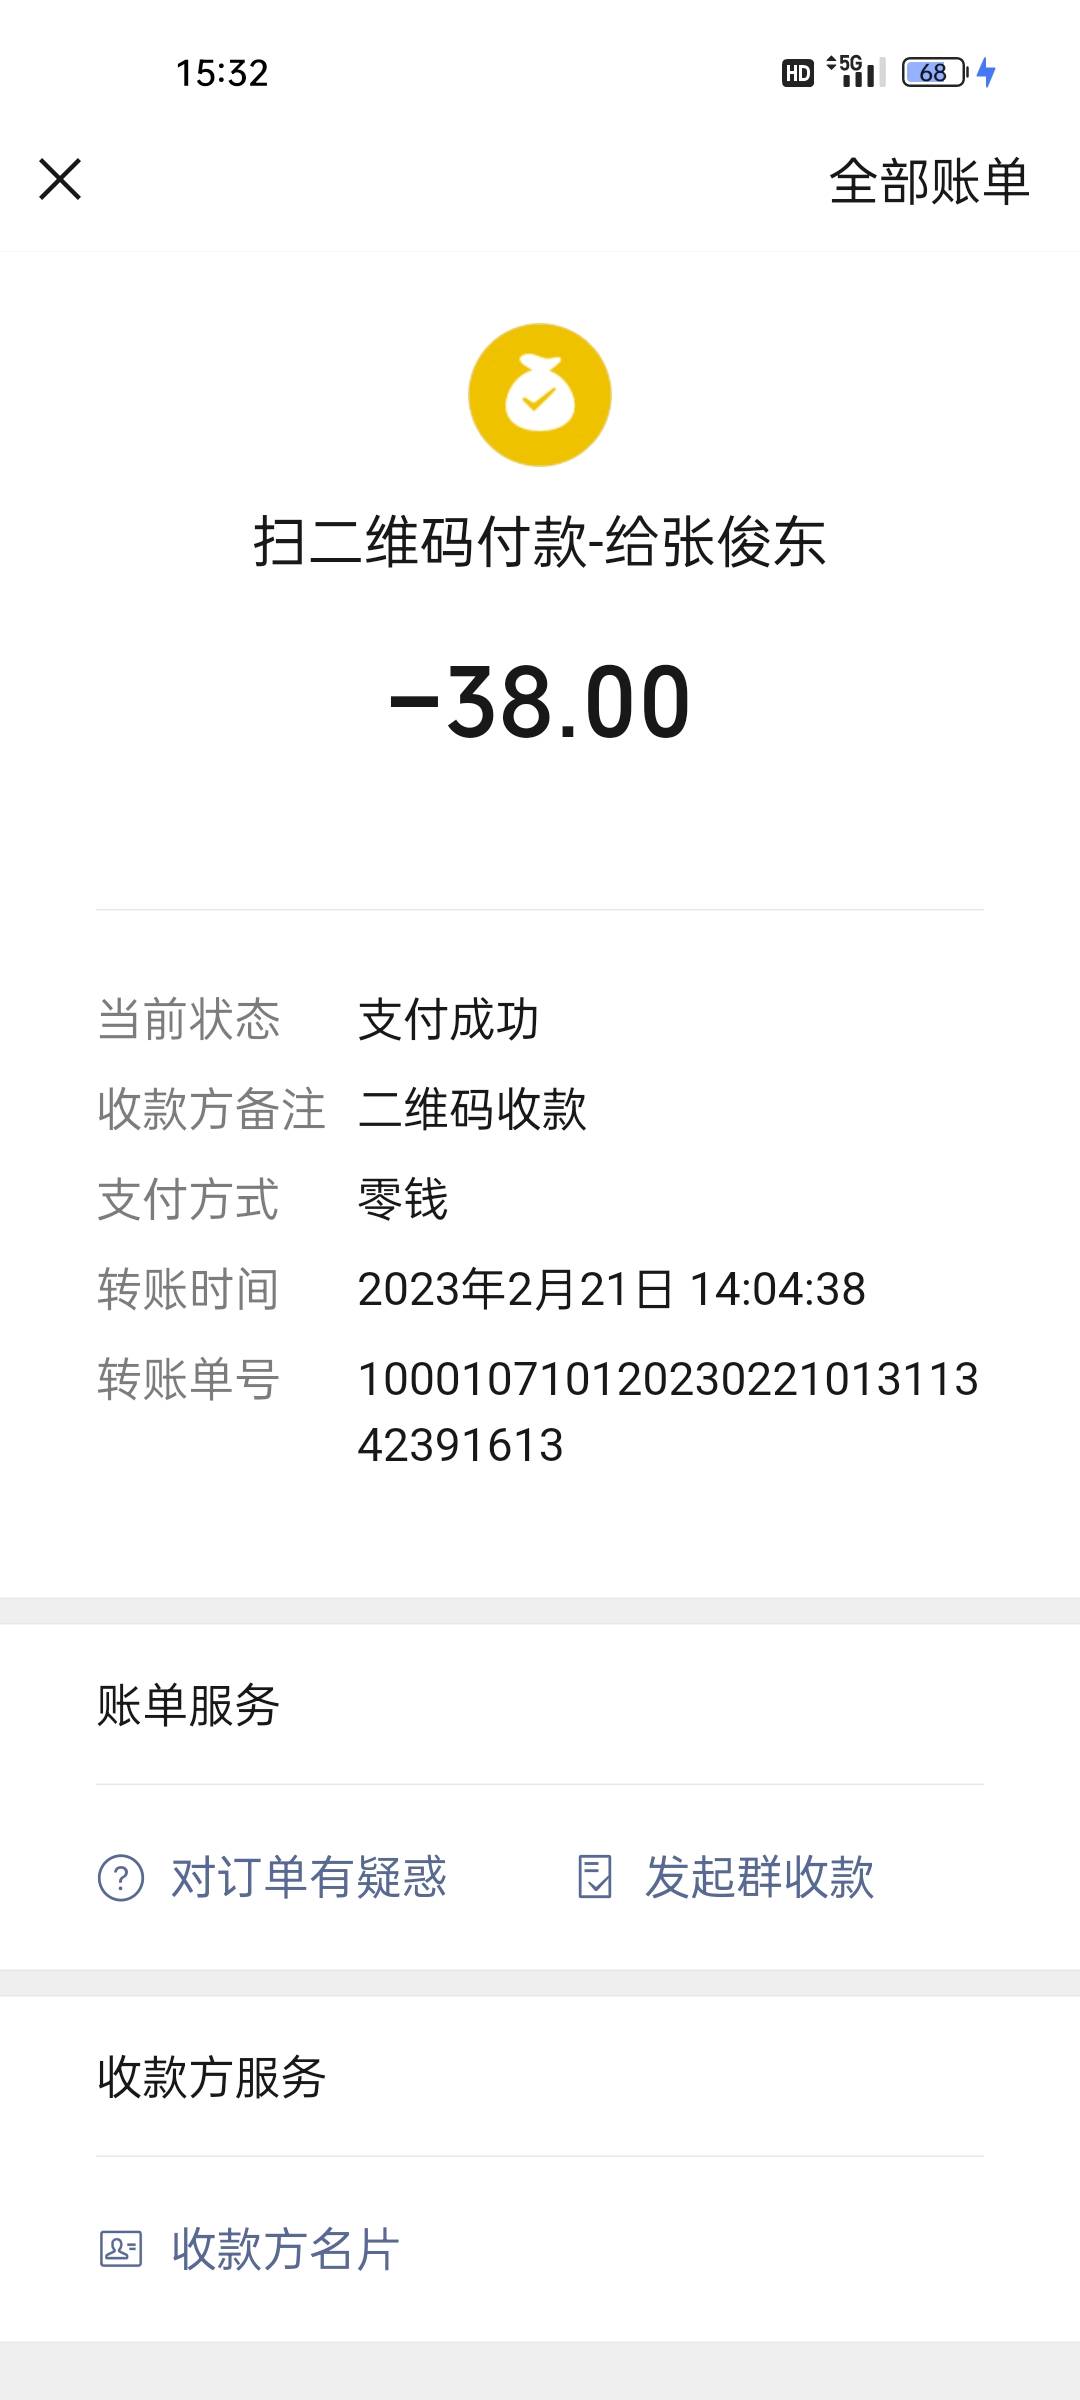 15:32
HD 5G 68
全部账单
扫二维码付款-给张俊东
-38.00
当前状态 支付成功
收款方备注 二维码收款
支付方式 零钱
转账时间 2023年2月21日 14:04:38
转账单号 100010710120230221013113
42391613
账单服务
对订单有疑惑 发起群收款
收款方服务
收款方名片